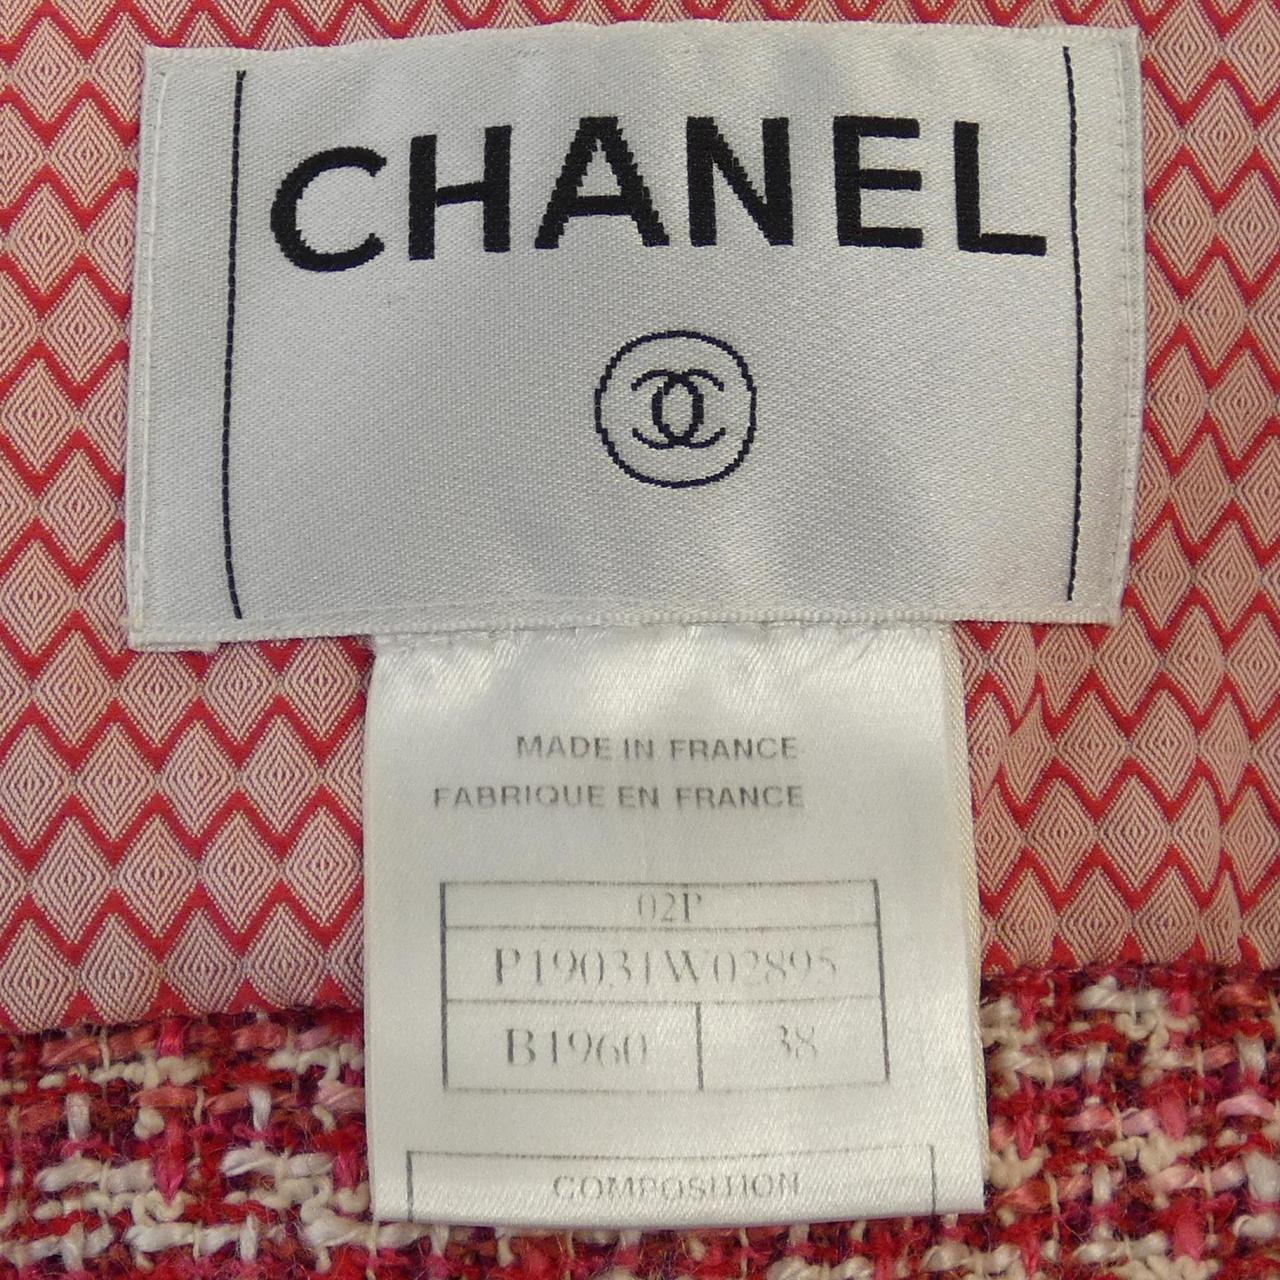 CHANEL
MADE IN FRANCE
FABRIQUE EN FRANCE
02P
P19031W02895
B1960 38
COMPOSITION